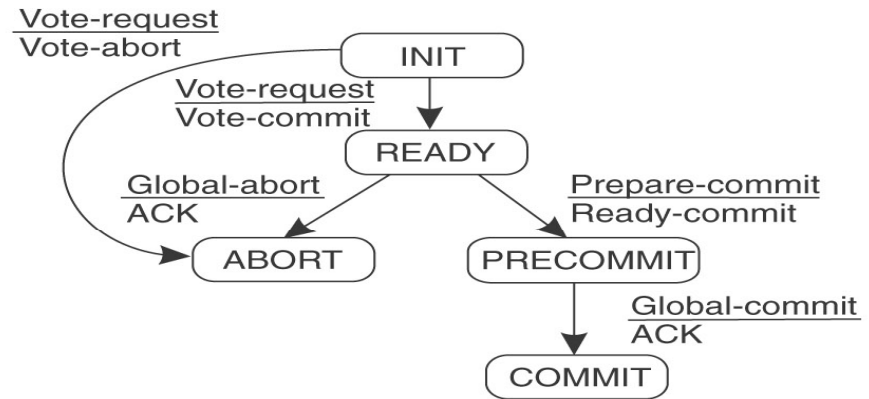 Vote-request
Vote-abort
INIT
Vote-request
Vote-commit
READY
Global-abort
ACK
Prepare-commit
Ready-commit
ABORT
PRECOMMIT
Global-commit
ACK
COMMIT